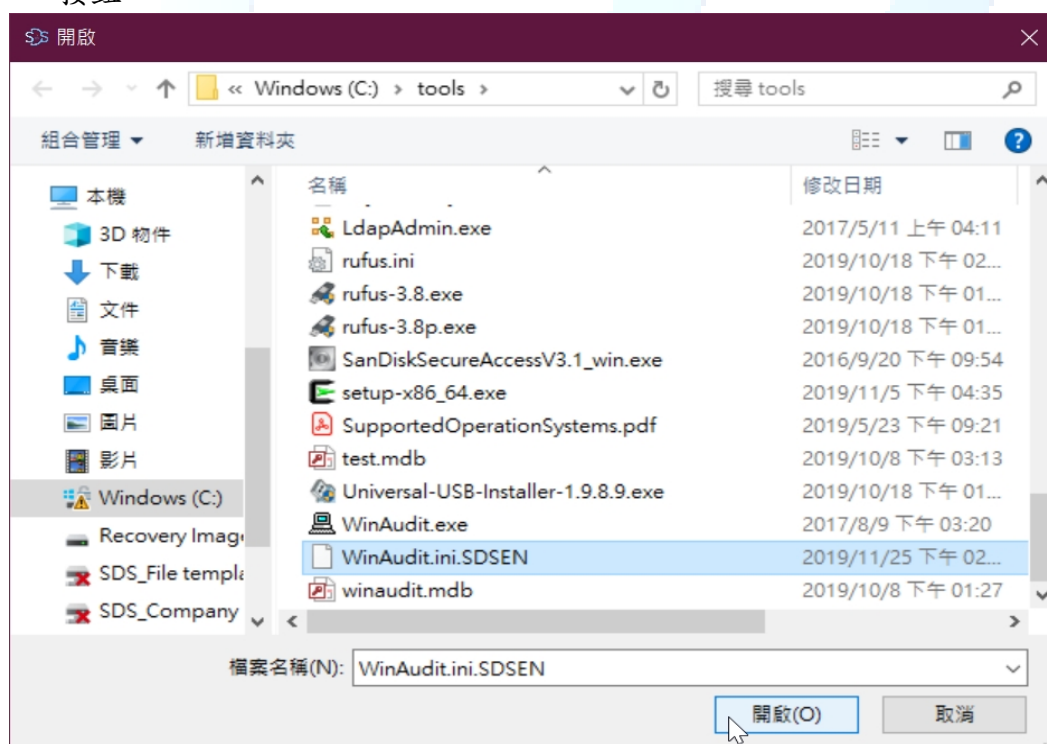 按鈕
SDS 開啟
« Windows (C:) › tools ›
搜尋 tools
組合管理
新增資料夾
本機
3D 物件
下載
文件
音樂
桌面
圖片
影片
Windows (C:)
Recovery Imag
SDS_File templa
SDS_Company
名稱 修改日期
LdapAdmin.exe 2017/5/11 上午 04:11
rufus.ini 2019/10/18 下午 02...
rufus-3.8.exe 2019/10/18 下午 01...
rufus-3.8p.exe 2019/10/18 下午 01...
SanDiskSecureAccessV3.1_win.exe 2016/9/20 下午 09:54
setup-x86_64.exe 2019/11/5 下午 04:35
SupportedOperationSystems.pdf 2019/5/23 下午 09:21
test.mdb 2019/10/8 下午 03:13
Universal-USB-Installer-1.9.8.9.exe 2019/10/18 下午 01...
WinAudit.exe 2017/8/9 下午 03:20
WinAudit.ini.SDSEN 2019/11/25 下午 02...
winaudit.mdb 2019/10/8 下午 01:27
檔案名稱(N): WinAudit.ini.SDSEN
開啟(O) 取消